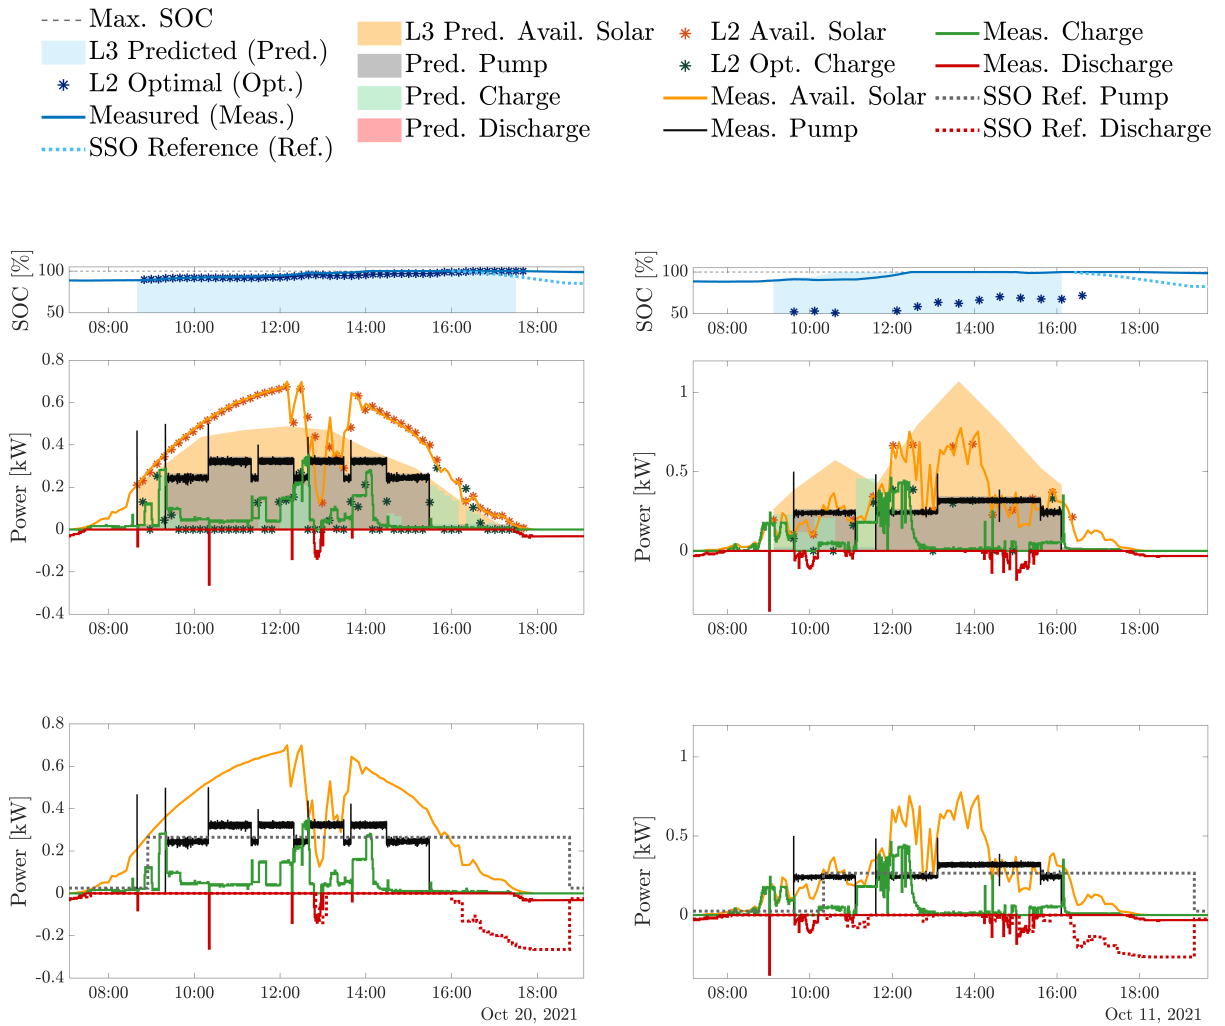 Max. SOC
L3 Predicted (Pred.)
L2 Optimal (Opt.)
Measured (Meas.)
SSO Reference (Ref.)
L3 Pred. Avail. Solar
Pred. Pump
Pred. Charge
Pred. Discharge
L2 Avail. Solar
L2 Opt. Charge
Meas. Avail. Solar
Meas. Pump
Meas. Charge
Meas. Discharge
SSO Ref. Pump
SSO Ref. Discharge
SOC [%]
100
50
08:00 10:00 12:00 14:00 16:00 18:00
SOC [%]
100
50
08:00 10:00 12:00 14:00 16:00 18:00
Power [kW]
0.8
0.6
0.4
0.2
0
-0.2
-0.4
08:00 10:00 12:00 14:00 16:00 18:00
Power [kW]
1
0.5
0
08:00 10:00 12:00 14:00 16:00 18:00
Power [kW]
0.8
0.6
0.4
0.2
0
-0.2
-0.4
08:00 10:00 12:00 14:00 16:00 18:00
Oct 20, 2021
Power [kW]
1
0.5
0
08:00 10:00 12:00 14:00 16:00 18:00
Oct 11, 2021